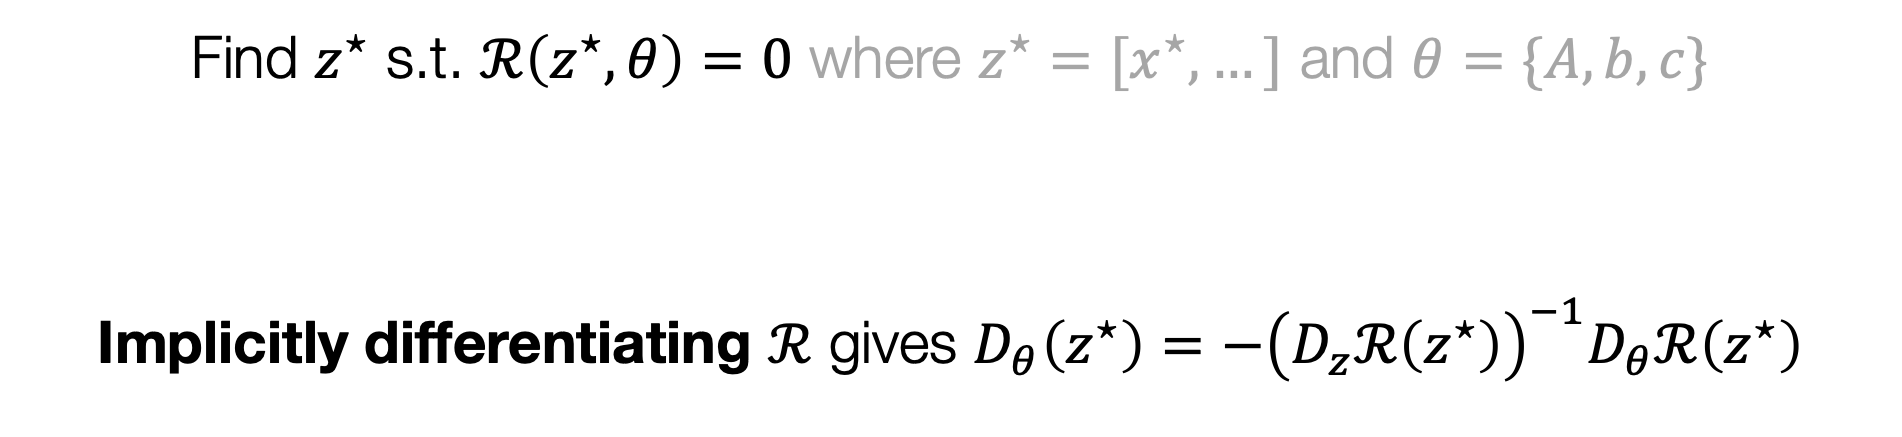 Find z⋆ s.t. ℛ(z⋆, θ) = 0 where z⋆ = [x⋆, …] and θ = {A, b, c}
Implicitly differentiating ℛ gives D_θ(z⋆) = −(D_zℛ(z⋆))⁻¹ D_θℛ(z⋆)